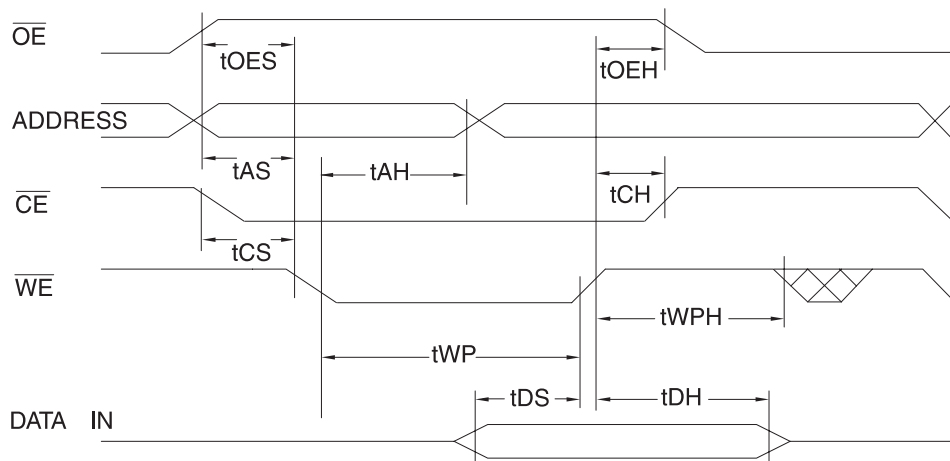 OE
tOES
tOEH
ADDRESS
tAS
tAH
CE
tCH
tCS
WE
tWPH
tWP
tDS
tDH
DATA IN